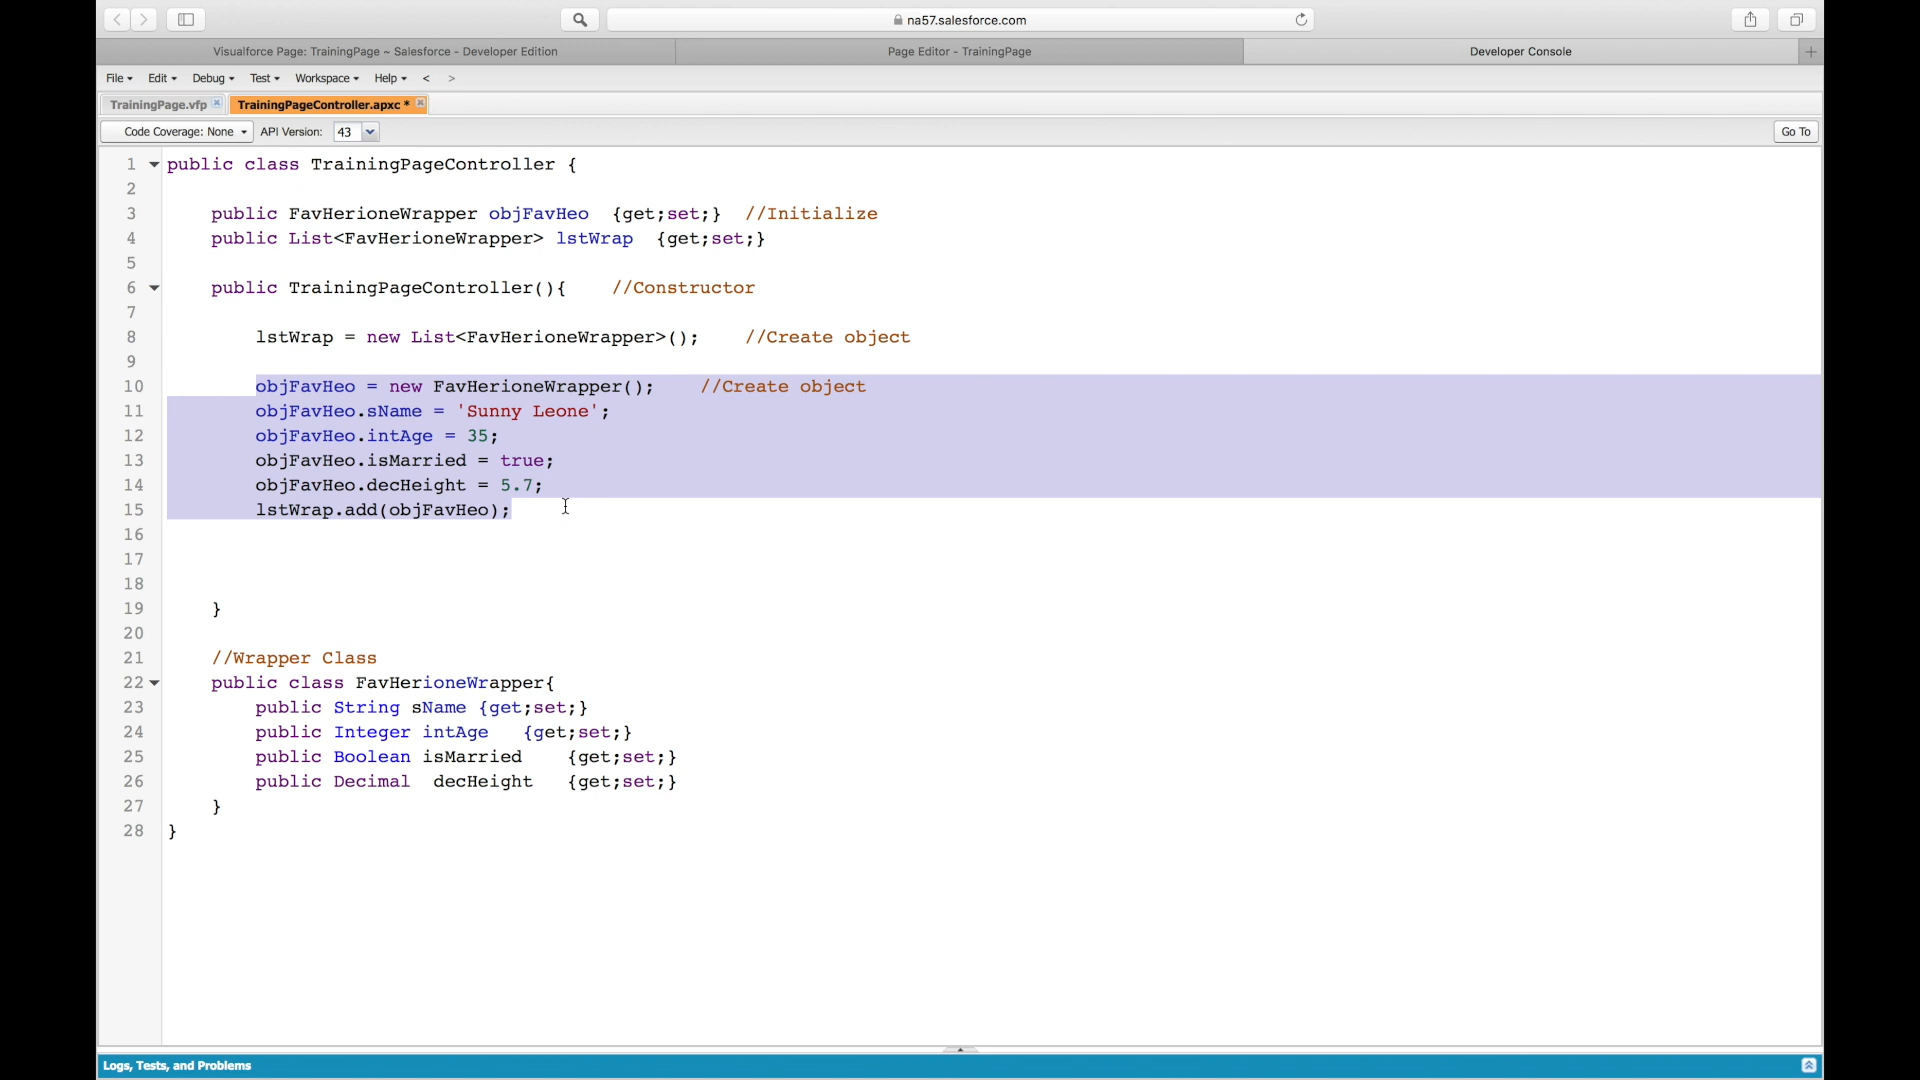 na57.salesforce.com
Visualforce Page: TrainingPage ~ Salesforce - Developer Edition
Page Editor - TrainingPage
Developer Console
File Edit Debug Test Workspace Help < >
TrainingPage.vfp
TrainingPageController.apxc *
Code Coverage: None API Version: 43 Go To
1 public class TrainingPageController {
2
3 public FavHerioneWrapper objFavHeo {get;set;} //Initialize
4 public List<FavHerioneWrapper> lstWrap {get;set;}
5
6 public TrainingPageController(){ //Constructor
7
8 lstWrap = new List<FavHerioneWrapper>(); //Create object
9
10 objFavHeo = new FavHerioneWrapper(); //Create object
11 objFavHeo.sName = 'Sunny Leone';
12 objFavHeo.intAge = 35;
13 objFavHeo.isMarried = true;
14 objFavHeo.decHeight = 5.7;
15 lstWrap.add(objFavHeo);
16
17
18
19 }
20
21 //Wrapper Class
22 public class FavHerioneWrapper{
23 public String sName {get;set;}
24 public Integer intAge {get;set;}
25 public Boolean isMarried {get;set;}
26 public Decimal decHeight {get;set;}
27 }
28 }
Logs, Tests, and Problems